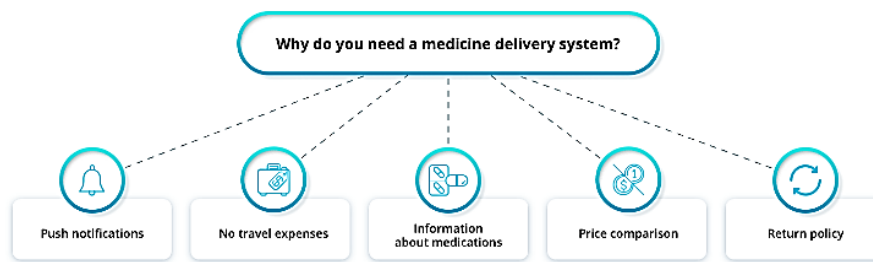 Why do you need a medicine delivery system?
Push notifications
No travel expenses
Information
about medications
Price comparison
Return policy